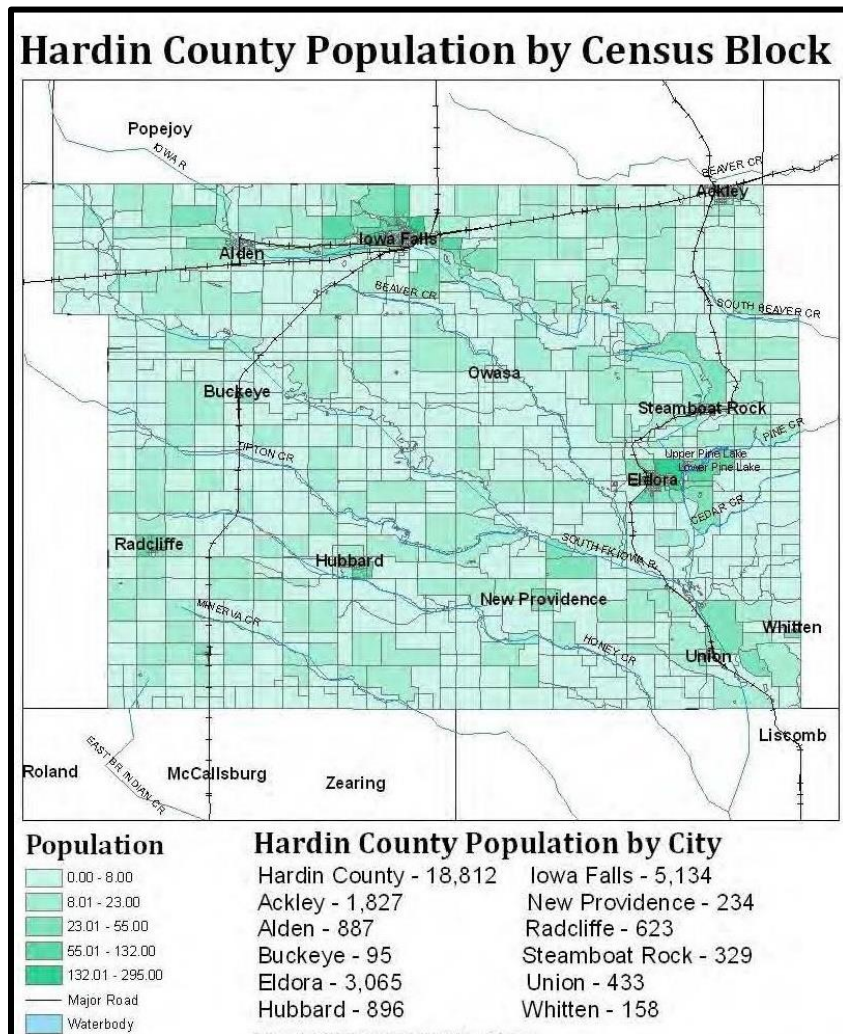 Hardin County Population by Census Block
Popejoy
IOWA R
BEAVER CR
Ackley
Iowa Falls
Alden
BEAVER CR
SOUTH BEAVER CR
Owasa
Buckeye
Steamboat Rock
PINE CR
TIPTON CR
Upper Pine Lake
Lower Pine Lake
Eldora
CEDAR CR
Radcliffe
SOUTH FK IOWA R
Hubbard
New Providence
MINERVA CR
Whitten
HONEY CR
Union
Liscomb
EAST BR INDIAN CR
Roland
McCallsburg
Zearing
Population
0.00 - 8.00
8.01 - 23.00
23.01 - 55.00
55.01 - 132.00
132.01 - 295.00
Major Road
Waterbody
Hardin County Population by City
Hardin County - 18,812 Iowa Falls - 5,134
Ackley - 1,827 New Providence - 234
Alden - 887 Radcliffe - 623
Buckeye - 95 Steamboat Rock - 329
Eldora - 3,065 Union - 433
Hubbard - 896 Whitten - 158